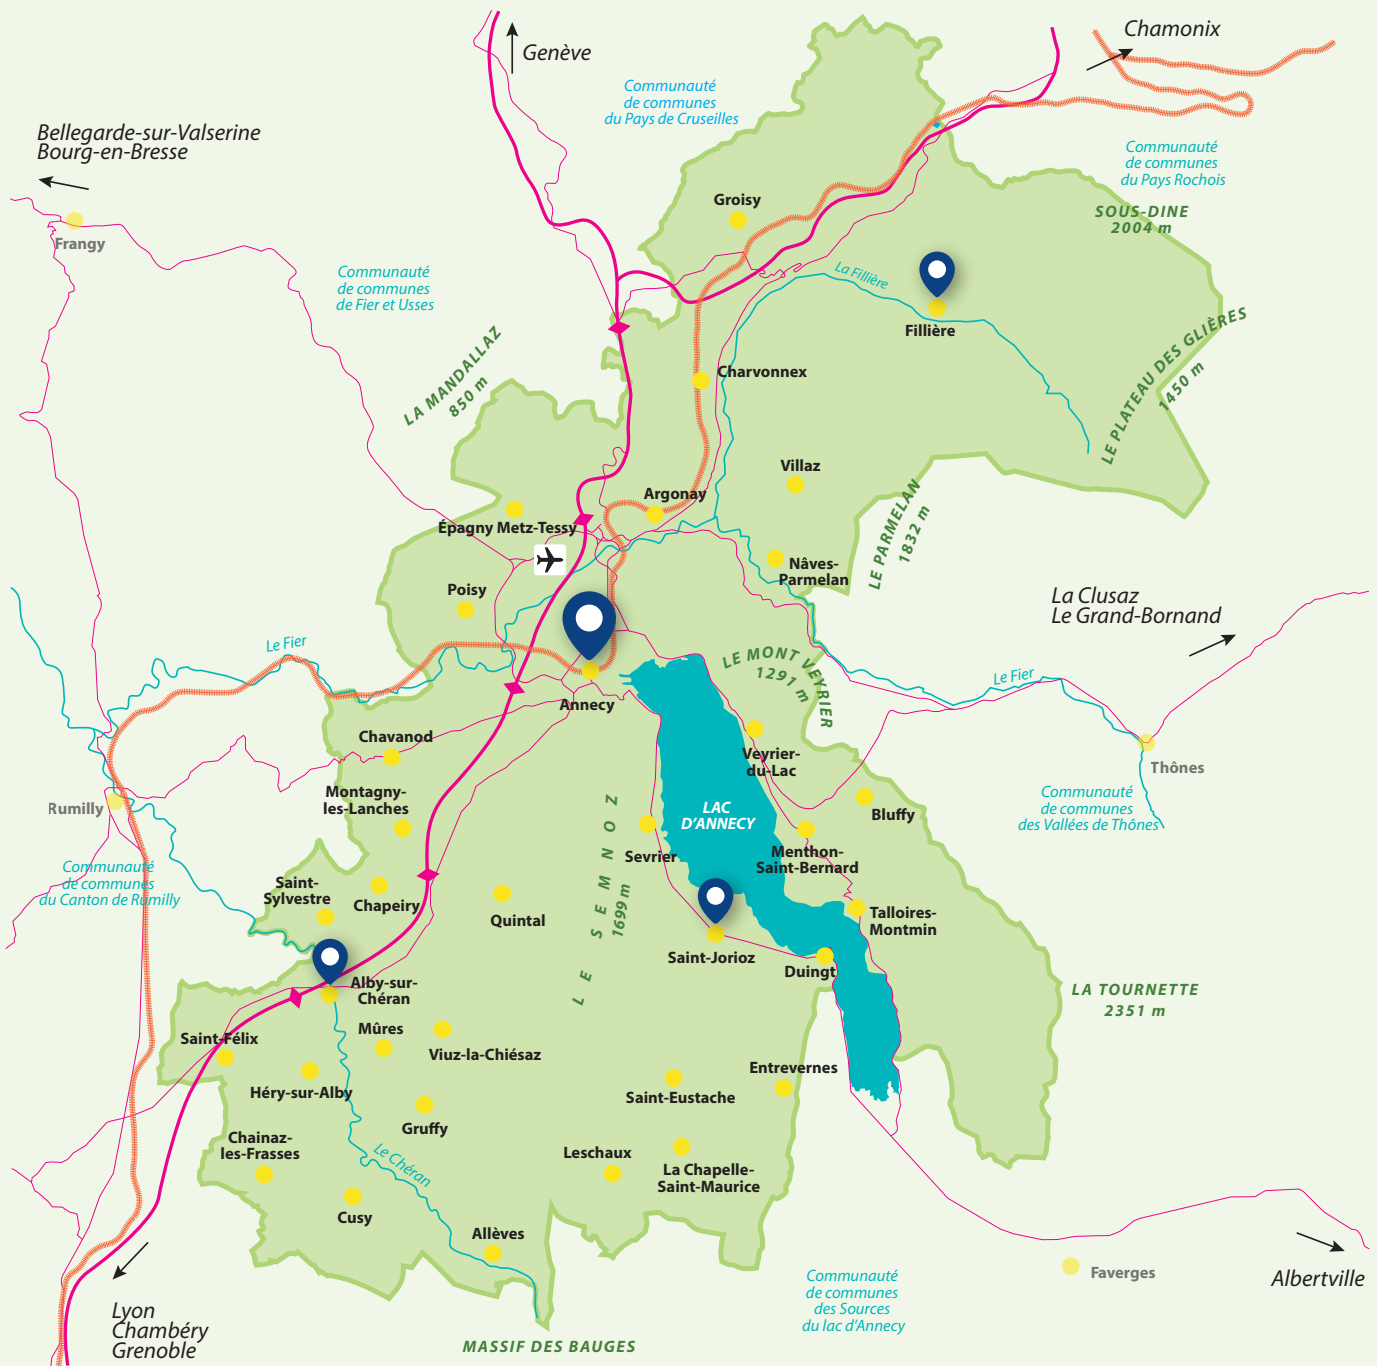 Chamonix
Genève
Communauté
de communes
du Pays de Cruseilles
Bellegarde-sur-Valserine
Bourg-en-Bresse
Communauté
de communes
du Pays Rochois
Groisy
SOUS-DINE
2004 m
Frangy
Communauté
de communes
de Fier et Usses
La Fillière
Fillière
LA MANDALLAZ
850 m
LE PLATEAU DES GLIÈRES
1450 m
Charvonnex
Villaz
Argonay
Épagny Metz-Tessy
LE PARMELAN
1832 m
Nâves-
Parmelan
Poisy
La Clusaz
Le Grand-Bornand
Le Fier
LE MONT VEYRIER
1291 m
Le Fier
Annecy
Chavanod
Veyrier-
du-Lac
Thônes
Montagny-
les-Lanches
Rumilly
LAC
D'ANNECY
Bluffy
Communauté
de communes
des Vallées de Thônes
Sevrier
Menthon-
Saint-Bernard
LE SEMNOZ
1699 m
Communauté
de communes
du Canton de Rumilly
Saint-
Sylvestre
Chapeiry
Quintal
Talloires-
Montmin
Saint-Jorioz
Duingt
Alby-sur-
Chéran
LA TOURNETTE
2351 m
Saint-Félix
Mûres
Viuz-la-Chiésaz
Entrevernes
Héry-sur-Alby
Saint-Eustache
Gruffy
Chainaz-
les-Frasses
Le Chéran
Leschaux
La Chapelle-
Saint-Maurice
Cusy
Allèves
Faverges
Albertville
Communauté
de communes
des Sources
du lac d'Annecy
Lyon
Chambéry
Grenoble
MASSIF DES BAUGES